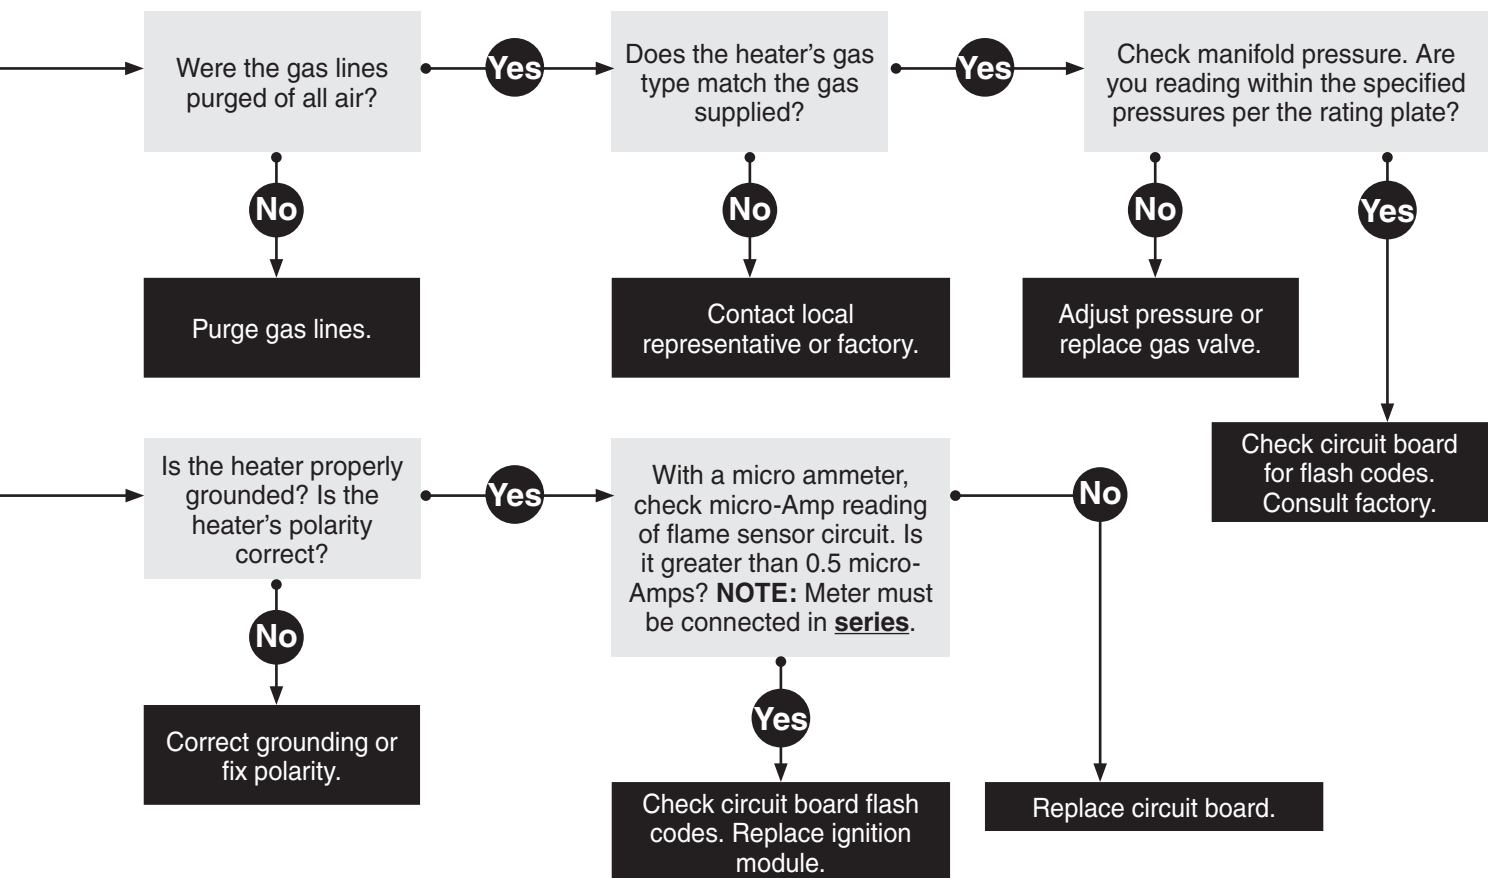 Were the gas lines
purged of all air?
Yes
Does the heater's gas
type match the gas
supplied?
Yes
Check manifold pressure. Are
you reading within the specified
pressures per the rating plate?
No
No
No
Yes
Purge gas lines.
Contact local
representative or factory.
Adjust pressure or
replace gas valve.
Check circuit board
for flash codes.
Consult factory.
Is the heater properly
grounded? Is the
heater's polarity
correct?
Yes
With a micro ammeter,
check micro-Amp reading
of flame sensor circuit. Is
it greater than 0.5 micro-
Amps? NOTE: Meter must
be connected in series.
No
No
Yes
Correct grounding or
fix polarity.
Check circuit board flash
codes. Replace ignition
module.
Replace circuit board.